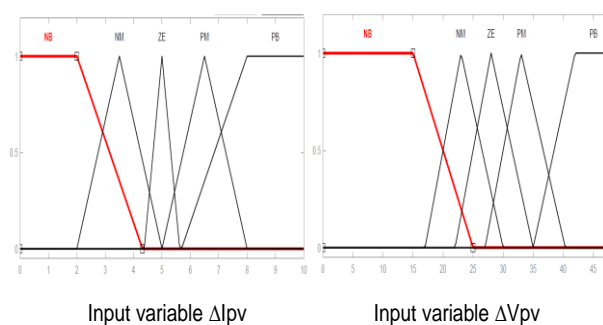 NB NM ZE PM PB
1
0.5
0
0 1 2 3 4 5 6 7 8 9 10
Input variable ΔIpv
NB NM ZE PM PB
1
0.5
0
0 5 10 15 20 25 30 35 40 45
Input variable ΔVpv